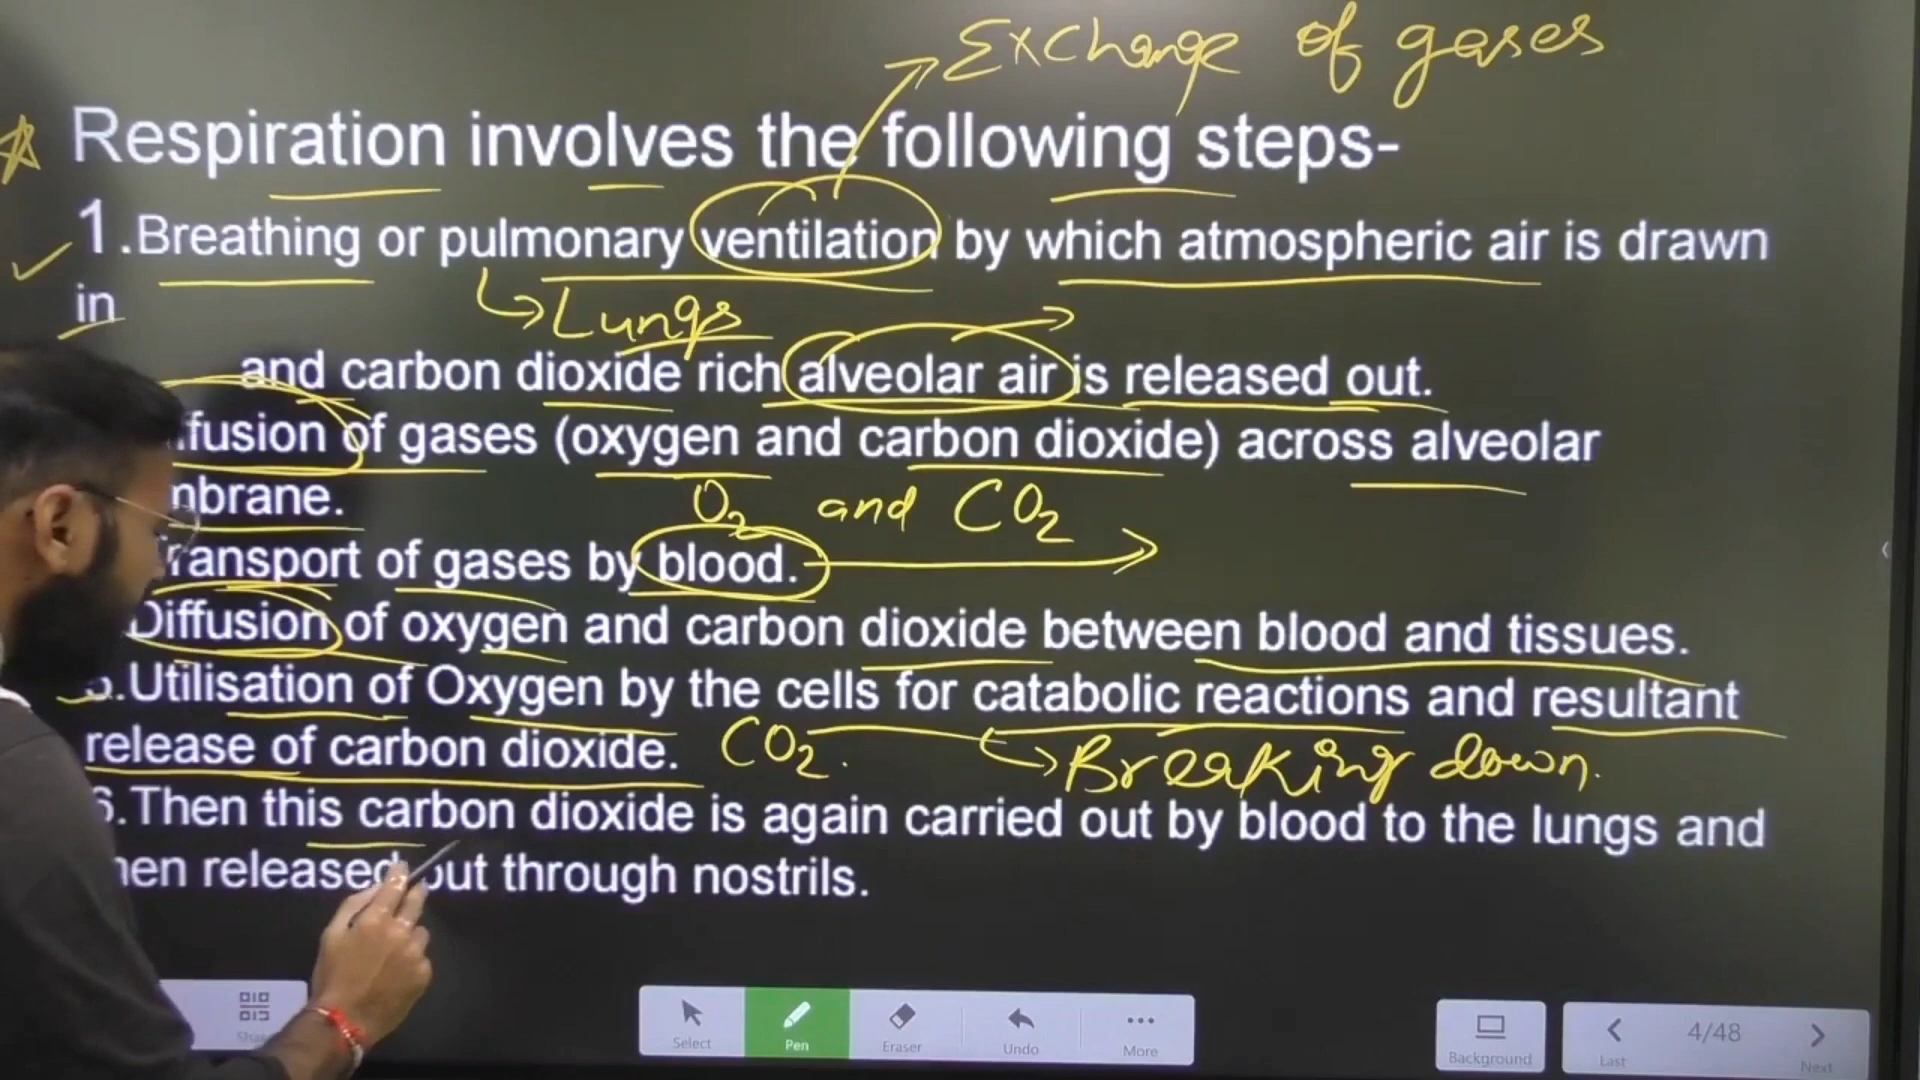 Exchange of gases
Respiration involves the following steps-
1.Breathing or pulmonary ventilation by which atmospheric air is drawn
in
Lungs
and carbon dioxide rich alveolar air is released out.
fusion of gases (oxygen and carbon dioxide) across alveolar
mbrane.
O2 and CO2
Transport of gases by blood.
Diffusion of oxygen and carbon dioxide between blood and tissues.
5.Utilisation of Oxygen by the cells for catabolic reactions and resultant
release of carbon dioxide. CO2.
Breaking down.
6.Then this carbon dioxide is again carried out by blood to the lungs and
hen released out through nostrils.
Select Pen Eraser Undo More
Background
Last 4/48 Next